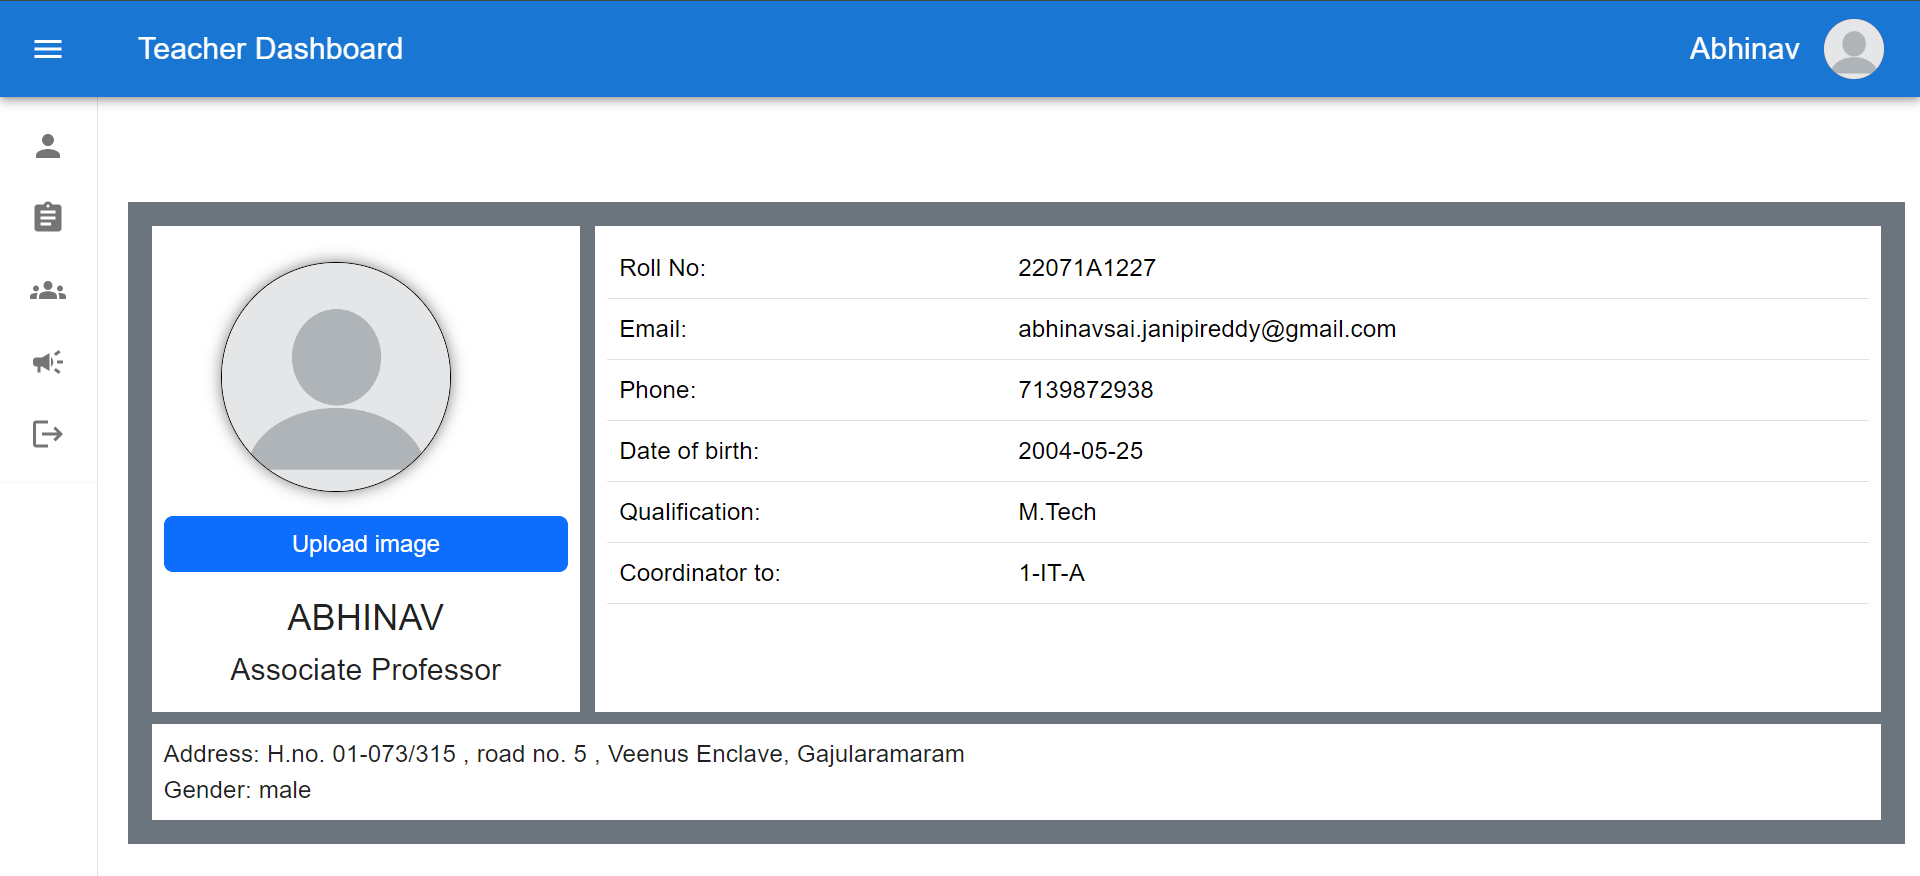 Teacher Dashboard
Abhinav
Upload image
ABHINAV
Associate Professor
Roll No: 22071A1227
Email: abhinavsai.janipireddy@gmail.com
Phone: 7139872938
Date of birth: 2004-05-25
Qualification: M.Tech
Coordinator to: 1-IT-A
Address: H.no. 01-073/315 , road no. 5 , Veenus Enclave, Gajularamaram
Gender: male